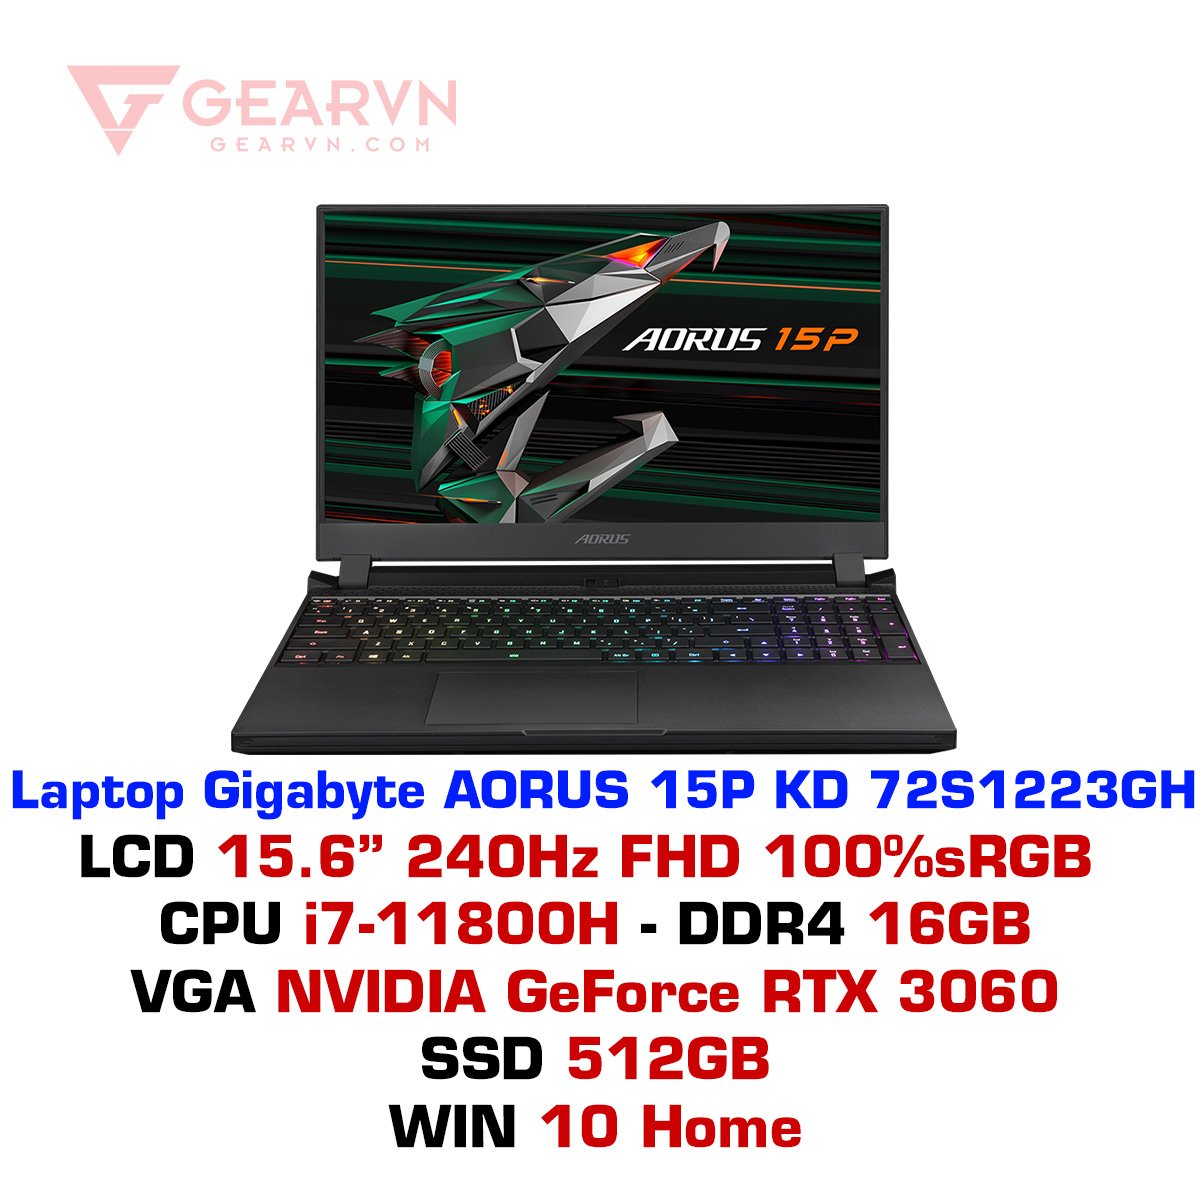 GEARVN
GEARVN.COM
AORUS 15P
AORUS
Laptop Gigabyte AORUS 15P KD 72S1223GH
LCD 15.6” 240Hz FHD 100%sRGB
CPU i7-11800H - DDR4 16GB
VGA NVIDIA GeForce RTX 3060
SSD 512GB
WIN 10 Home